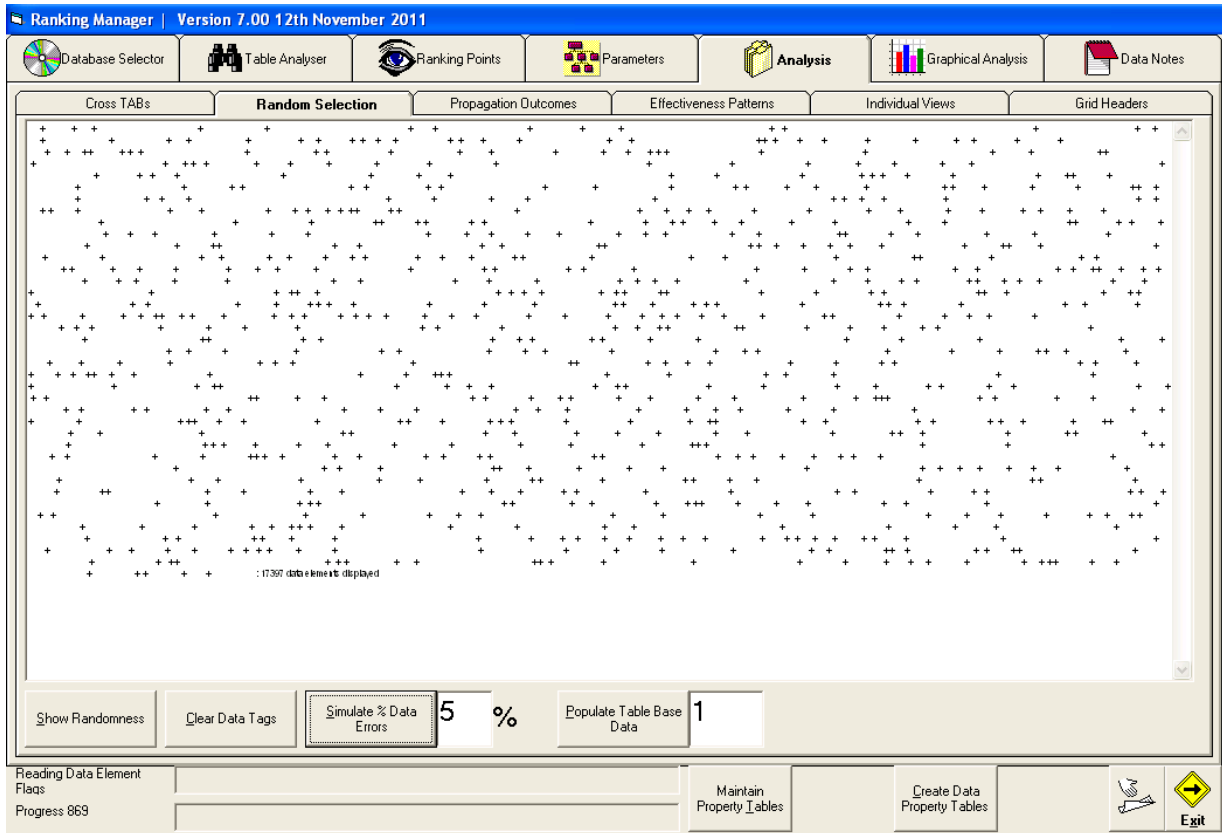 Ranking Manager | Version 7.00 12th November 2011
Database Selector Table Analyser Ranking Points Parameters Analysis Graphical Analysis Data Notes
Cross TABs Random Selection Propagation Outcomes Effectiveness Patterns Individual Views Grid Headers
: 17397 data elements displayed
Show Randomness Clear Data Tags Simulate % Data Errors 5 % Populate Table Base Data 1
Reading Data Element
Flags
Progress 869
Maintain
Property Tables
Create Data
Property Tables
Exit